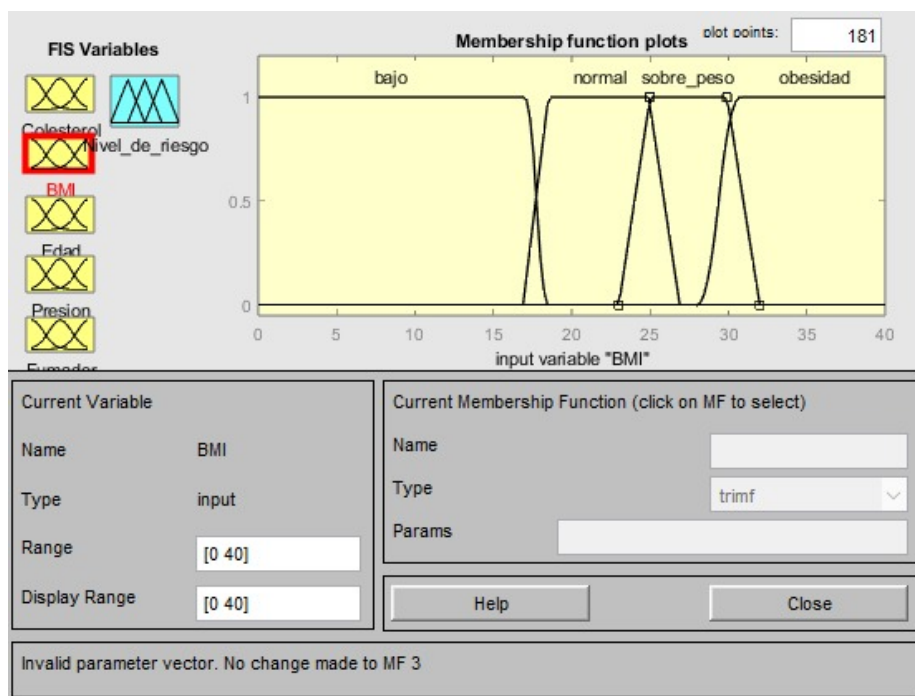 FIS Variables
Membership function plots
plot points:
181
Colesterol
Nivel_de_riesgo
BMI
Edad
Presion
Fumador
bajo
normal
sobre_peso
obesidad
1
0.5
0
0
5
10
15
20
25
30
35
40
input variable "BMI"
Current Variable
Name
BMI
Type
input
Range
[0 40]
Display Range
[0 40]
Current Membership Function (click on MF to select)
Name
Type
trimf
Params
Help
Close
Invalid parameter vector. No change made to MF 3